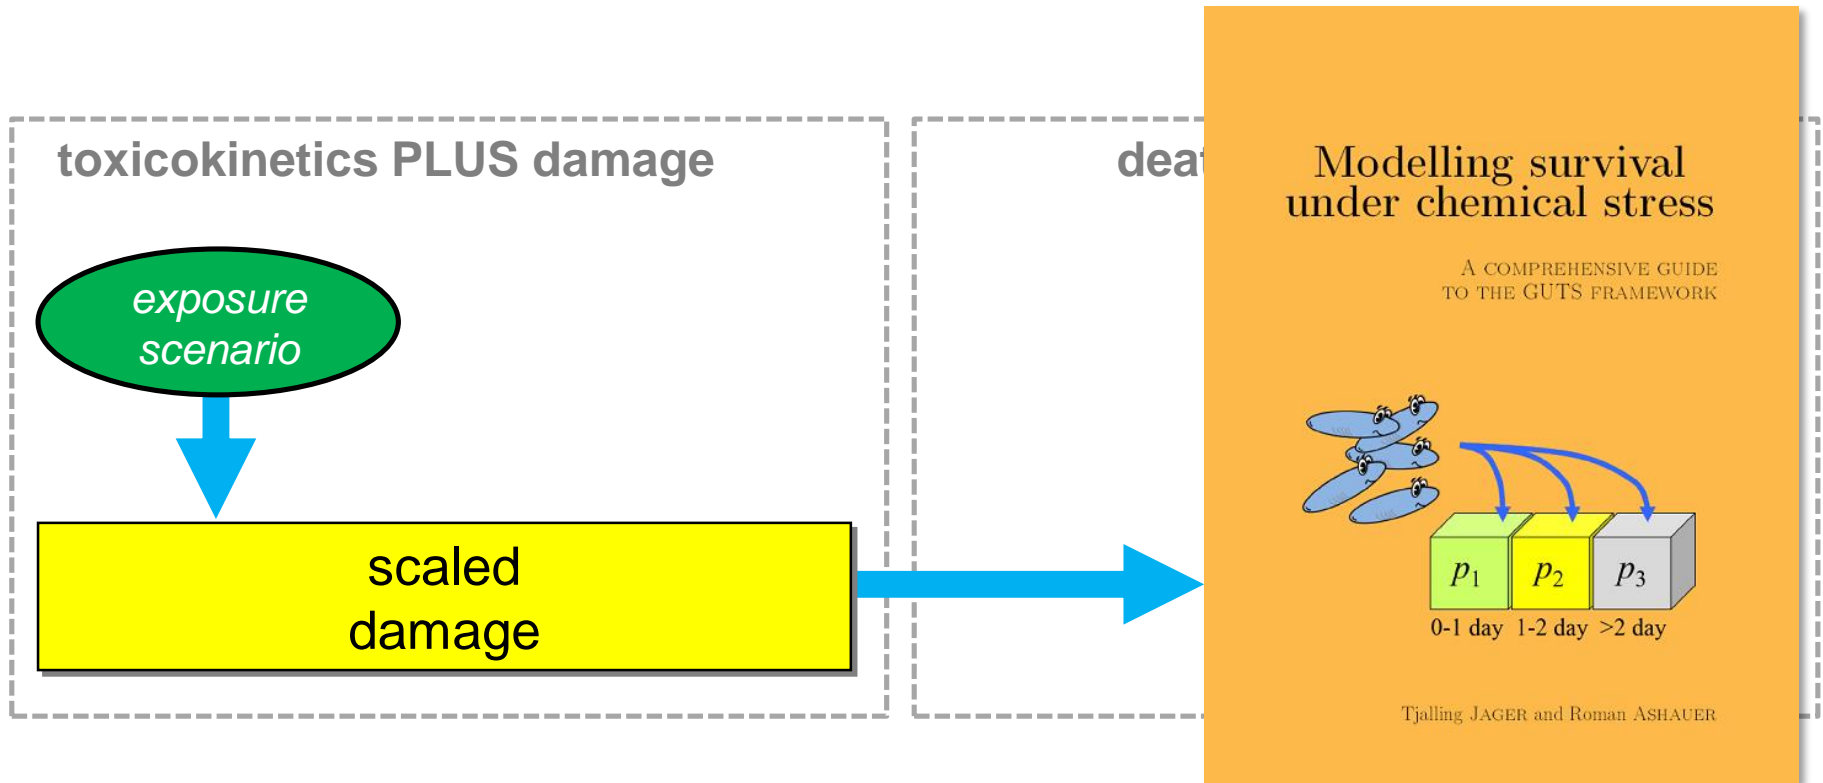 toxicokinetics PLUS damage
exposure
scenario
scaled
damage
deat
Modelling survival
under chemical stress
A COMPREHENSIVE GUIDE
TO THE GUTS FRAMEWORK
p1 p2 p3
0-1 day 1-2 day >2 day
Tjalling JAGER and Roman ASHAUER